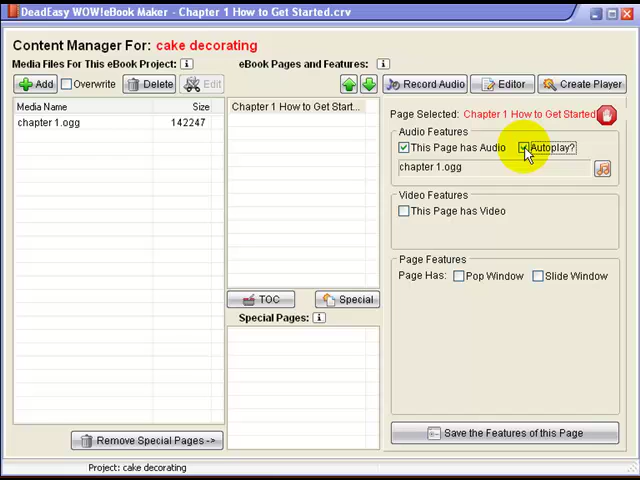 DeadEasy WOW!eBook Maker - Chapter 1 How to Get Started.crv
Content Manager For: cake decorating
Media Files For This eBook Project: i
eBook Pages and Features: i
Add
Overwrite
Delete
Edit
Record Audio
Editor
Create Player
Media Name
Size
chapter 1.ogg
142247
Chapter 1 How to Get Start...
Page Selected: Chapter 1 How to Get Started
Audio Features
This Page has Audio
Autoplay?
chapter 1.ogg
Video Features
This Page has Video
Page Features
Page Has:
Pop Window
Slide Window
TOC
Special
Special Pages: i
Remove Special Pages ->
Save the Features of this Page
Project: cake decorating